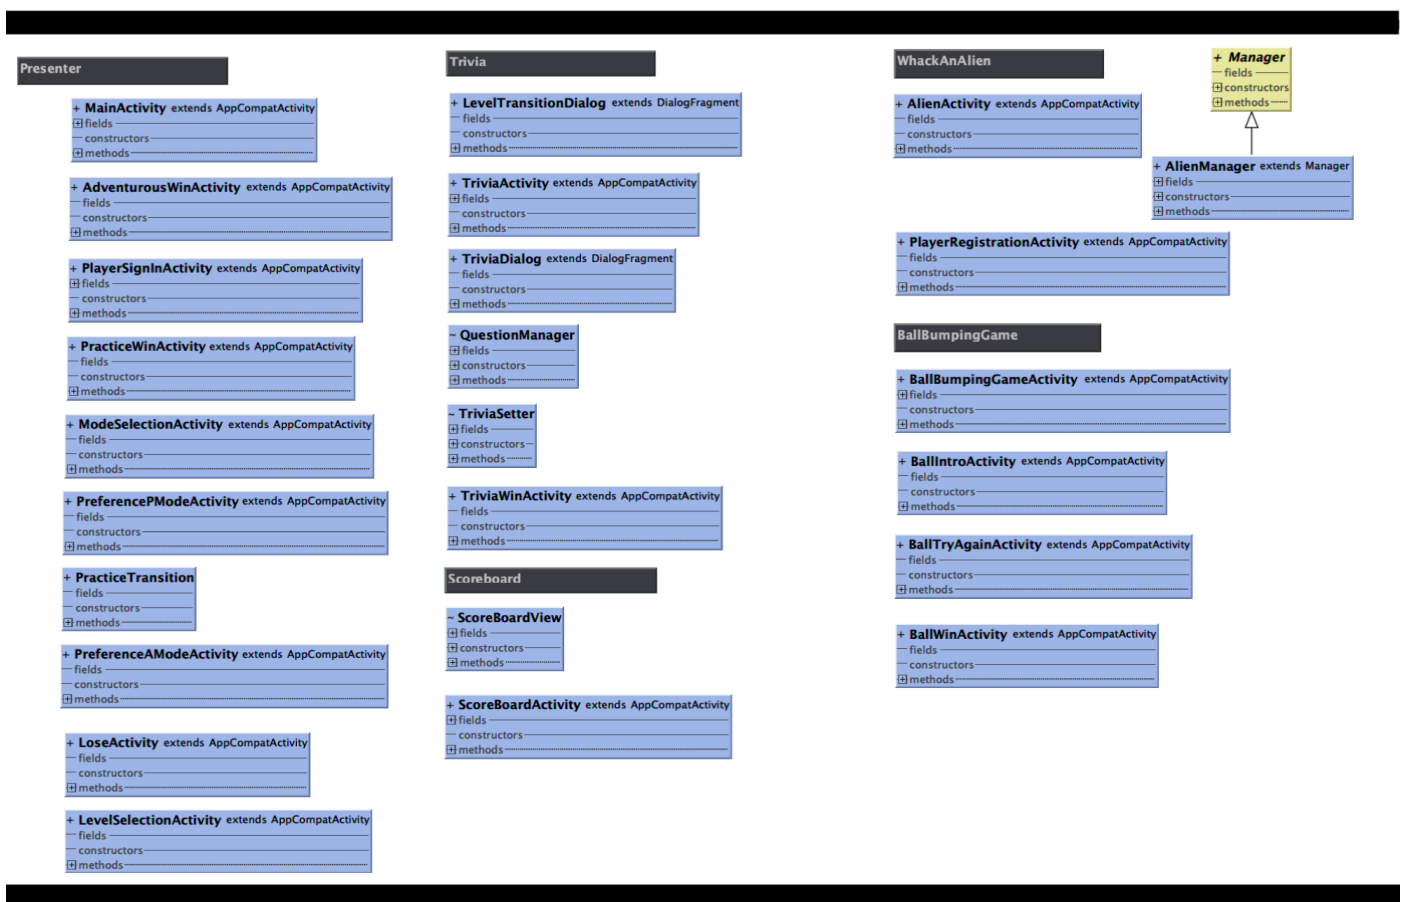 Presenter
+ MainActivity extends AppCompatActivity
fields
constructors
methods
+ AdventurousWinActivity extends AppCompatActivity
fields
constructors
methods
+ PlayerSignInActivity extends AppCompatActivity
fields
constructors
methods
+ PracticeWinActivity extends AppCompatActivity
fields
constructors
methods
+ ModeSelectionActivity extends AppCompatActivity
fields
constructors
methods
+ PreferencePModeActivity extends AppCompatActivity
fields
constructors
methods
+ PracticeTransition
fields
constructors
methods
+ PreferenceAModeActivity extends AppCompatActivity
fields
constructors
methods
+ LoseActivity extends AppCompatActivity
fields
constructors
methods
+ LevelSelectionActivity extends AppCompatActivity
fields
constructors
methods
Trivia
+ LevelTransitionDialog extends DialogFragment
fields
constructors
methods
+ TriviaActivity extends AppCompatActivity
fields
constructors
methods
+ TriviaDialog extends DialogFragment
fields
constructors
methods
~ QuestionManager
fields
constructors
methods
~ TriviaSetter
fields
constructors
methods
+ TriviaWinActivity extends AppCompatActivity
fields
constructors
methods
Scoreboard
~ ScoreBoardView
fields
constructors
methods
+ ScoreBoardActivity extends AppCompatActivity
fields
constructors
methods
WhackAnAlien
+ AlienActivity extends AppCompatActivity
fields
constructors
methods
+ Manager
fields
constructors
methods
+ AlienManager extends Manager
fields
constructors
methods
+ PlayerRegistrationActivity extends AppCompatActivity
fields
constructors
methods
BallBumpingGame
+ BallBumpingGameActivity extends AppCompatActivity
fields
constructors
methods
+ BallIntroActivity extends AppCompatActivity
fields
constructors
methods
+ BallTryAgainActivity extends AppCompatActivity
fields
constructors
methods
+ BallWinActivity extends AppCompatActivity
fields
constructors
methods